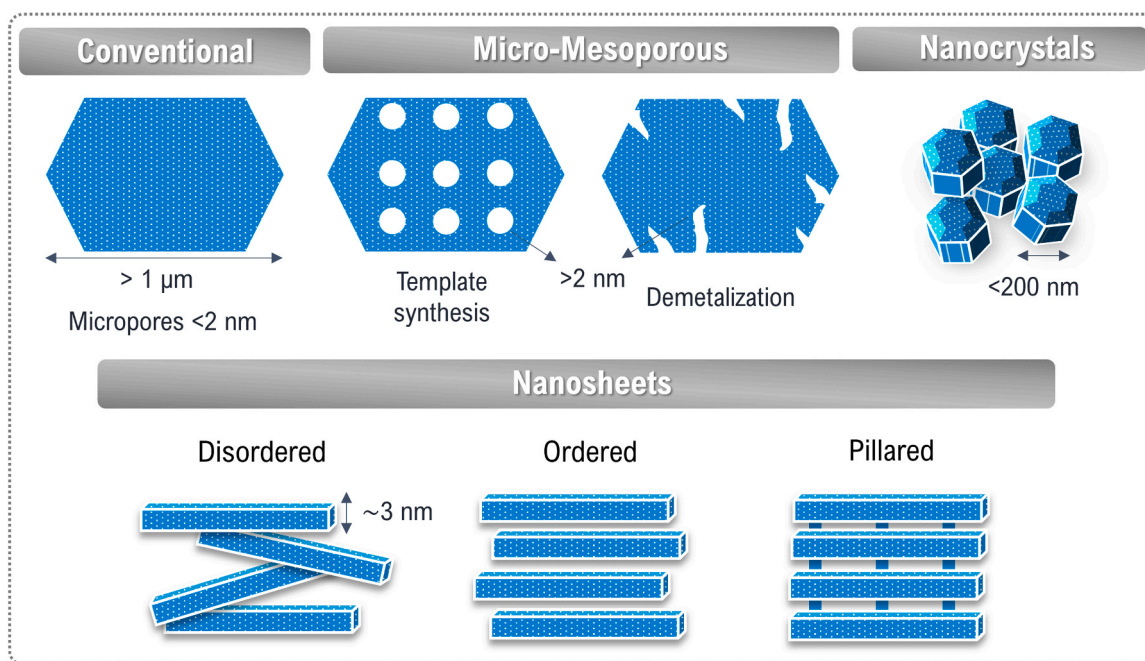 Conventional
Micro-Mesoporous
Nanocrystals
> 1 µm
Micropores <2 nm
Template
synthesis
>2 nm
Demetalization
<200 nm
Nanosheets
Disordered
Ordered
Pillared
~3 nm